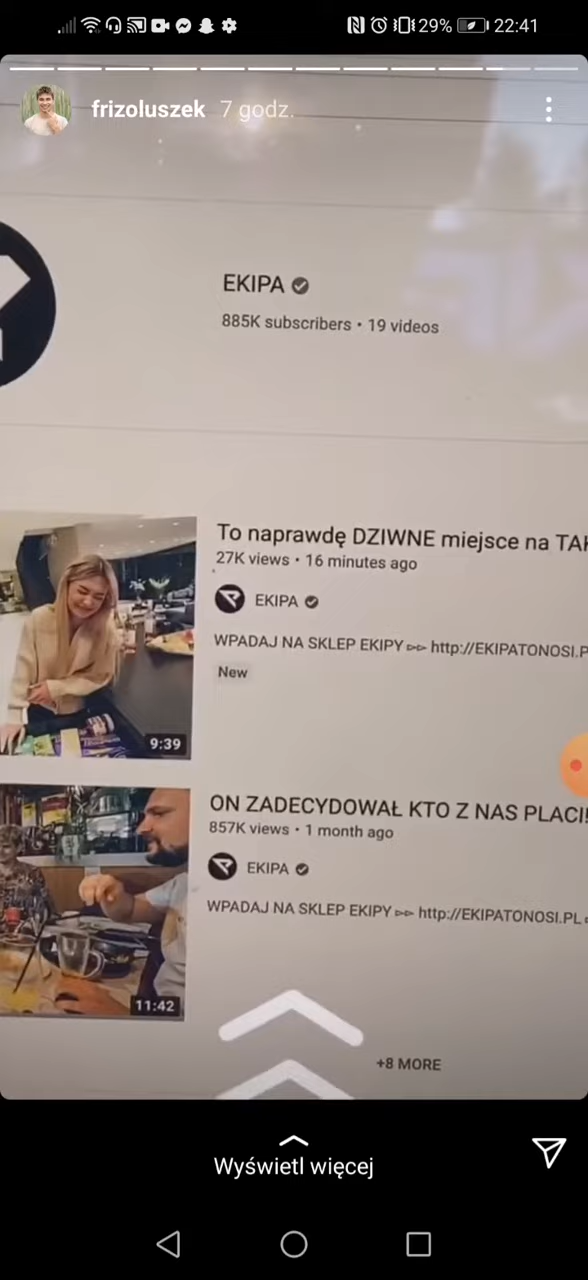 29% 22:41
frizoluszek 7 godz.
EKIPA
885K subscribers • 19 videos
To naprawdę DZIWNE miejsce na TAK
27K views • 16 minutes ago
EKIPA
WPADAJ NA SKLEP EKIPY ▻▻ http://EKIPATONOSI.P
New
9:39
ON ZADECYDOWAŁ KTO Z NAS PLACI!
857K views • 1 month ago
EKIPA
WPADAJ NA SKLEP EKIPY ▻▻ http://EKIPATONOSI.PL
11:42
+8 MORE
Wyświetl więcej